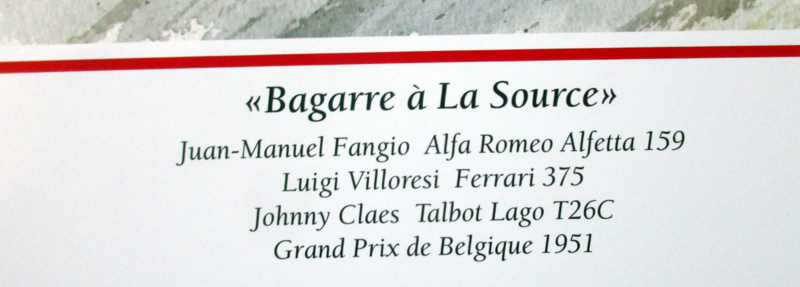 «Bagarre à La Source»
Juan-Manuel Fangio Alfa Romeo Alfetta 159
Luigi Villoresi Ferrari 375
Johnny Claes Talbot Lago T26C
Grand Prix de Belgique 1951